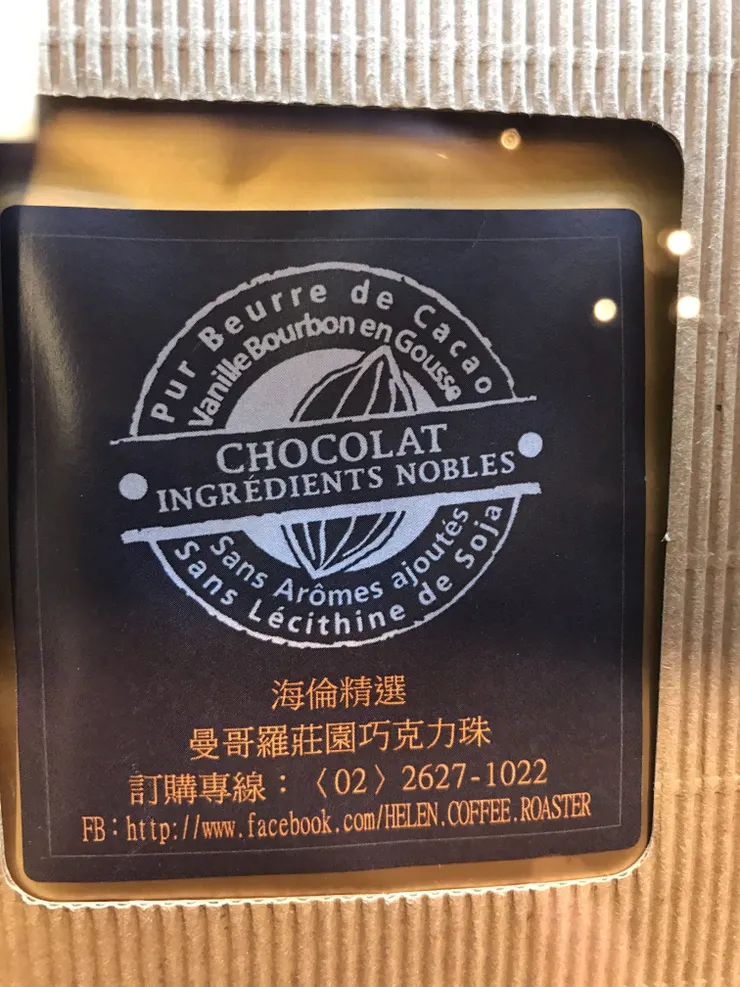 Pur Beurre de Cacao
Vanille Bourbon en Gousse
CHOCOLAT
INGRÉDIENTS NOBLES
Sans Arômes ajoutés
Sans Lécithine de Soja
海倫精選
曼哥羅莊園巧克力珠
訂購專線：〈02〉2627-1022
FB：http://www.facebook.com/HELEN.COFFEE.ROASTER